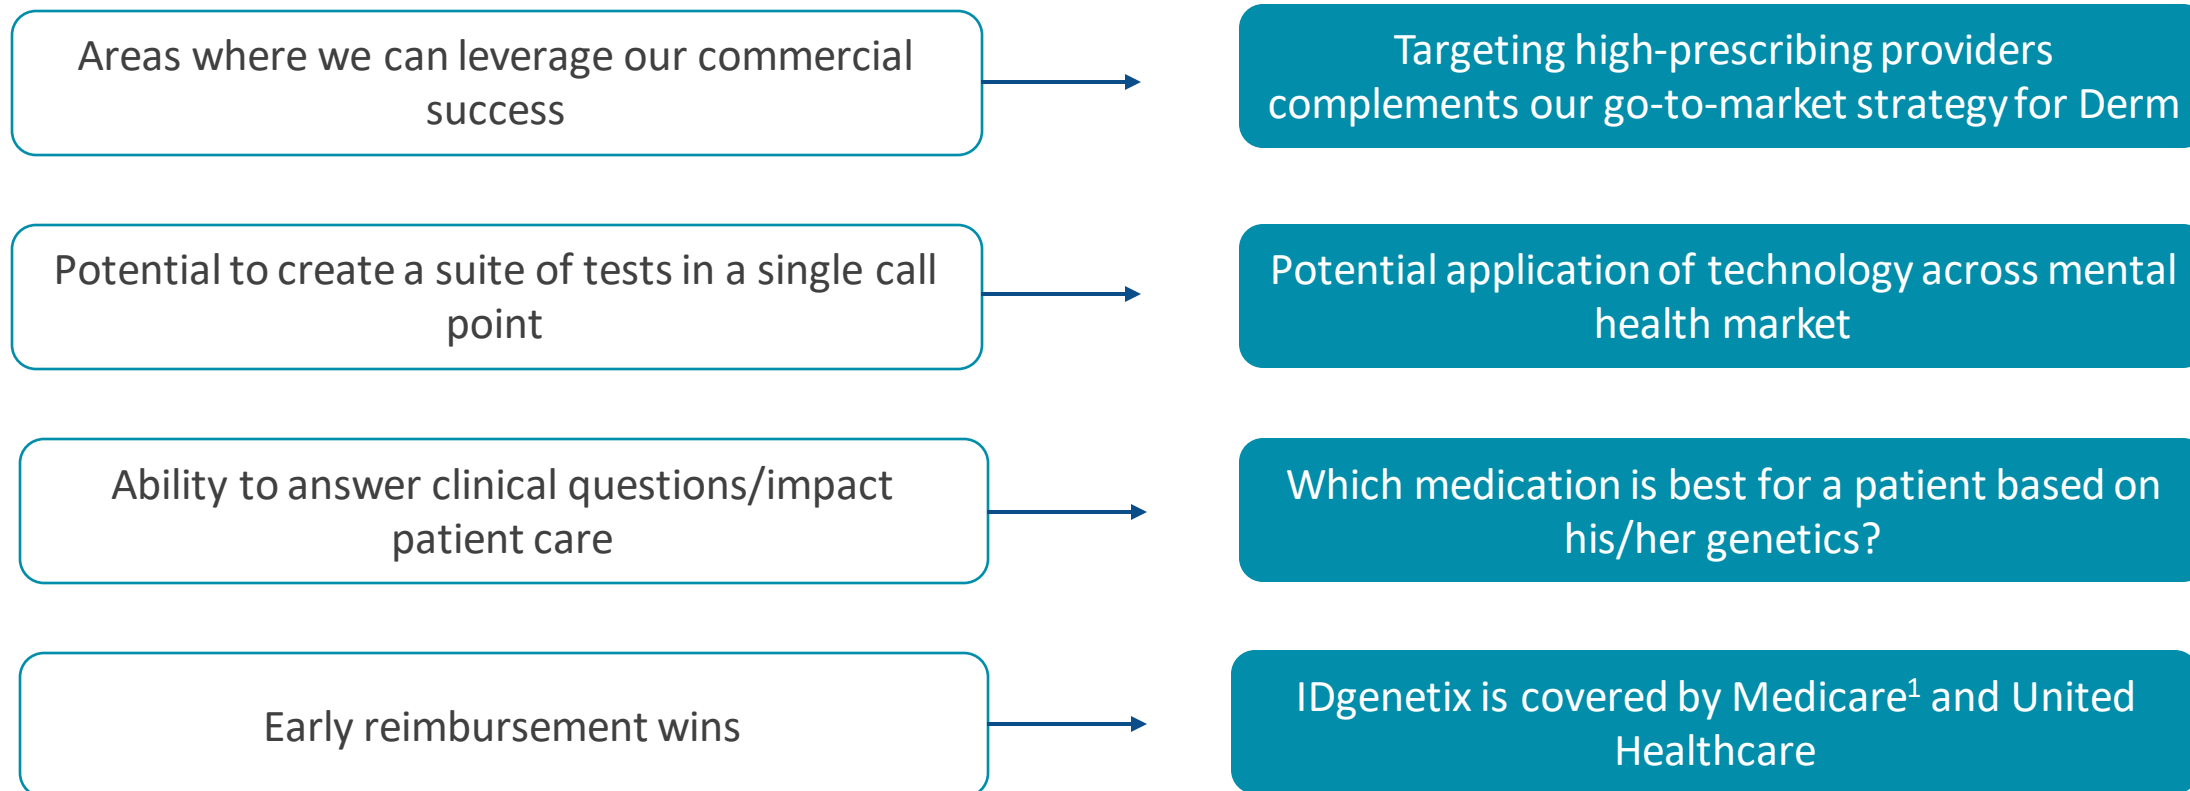 Areas where we can leverage our commercial
success
Targeting high-prescribing providers
complements our go-to-market strategy for Derm
Potential to create a suite of tests in a single call
point
Potential application of technology across mental
health market
Ability to answer clinical questions/impact
patient care
Which medication is best for a patient based on
his/her genetics?
Early reimbursement wins
IDgenetix is covered by Medicare¹ and United
Healthcare